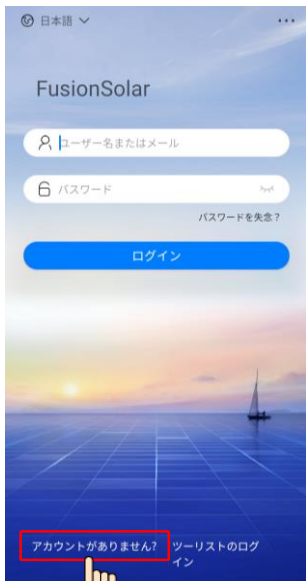 日本語
FusionSolar
ユーザー名またはメール
パスワード
パスワードを失念?
ログイン
アカウントがありません?
ツーリストのログ
イン